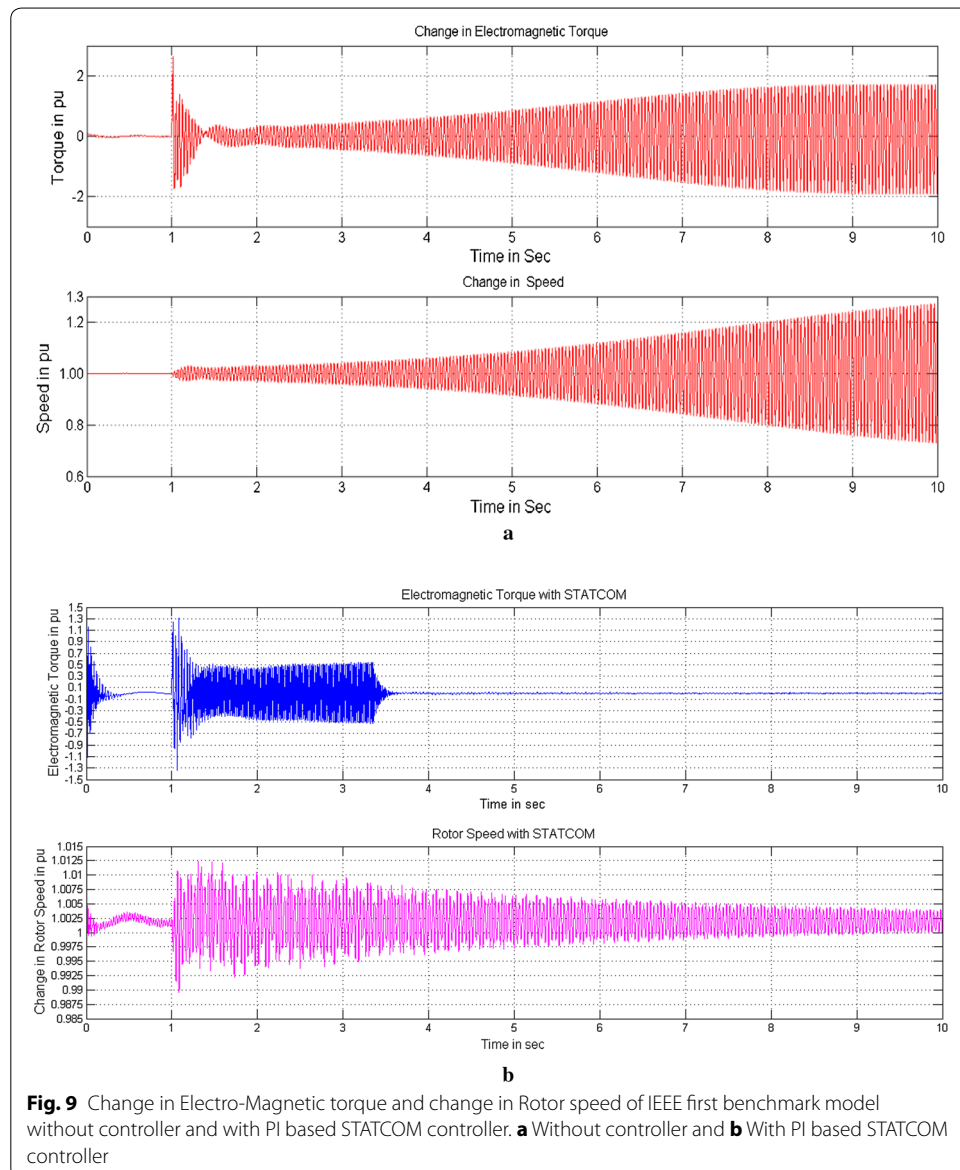 Change in Electromagnetic Torque
Torque in pu
2
0
-2
0 1 2 3 4 5 6 7 8 9 10
Time in Sec
Change in Speed
Speed in pu
1.3
1.2
1.00
0.8
0.6
0 1 2 3 4 5 6 7 8 9 10
Time in Sec
a
Electromagnetic Torque with STATCOM
Electromagnetic Torque in pu
1.5
1.3
1.1
0.9
0.7
0.5
0.3
0.1
-0.1
-0.3
-0.5
-0.7
-0.9
-1.1
-1.3
-1.5
0 1 2 3 4 5 6 7 8 9 10
Time in sec
Rotor Speed with STATCOM
Change in Rotor Speed in pu
1.015
1.0125
1.01
1.0075
1.005
1.0025
1
0.9975
0.995
0.9925
0.99
0.9875
0.985
0 1 2 3 4 5 6 7 8 9 10
Time in sec
b
Fig. 9 Change in Electro-Magnetic torque and change in Rotor speed of IEEE first benchmark model
without controller and with PI based STATCOM controller. a Without controller and b With PI based STATCOM
controller